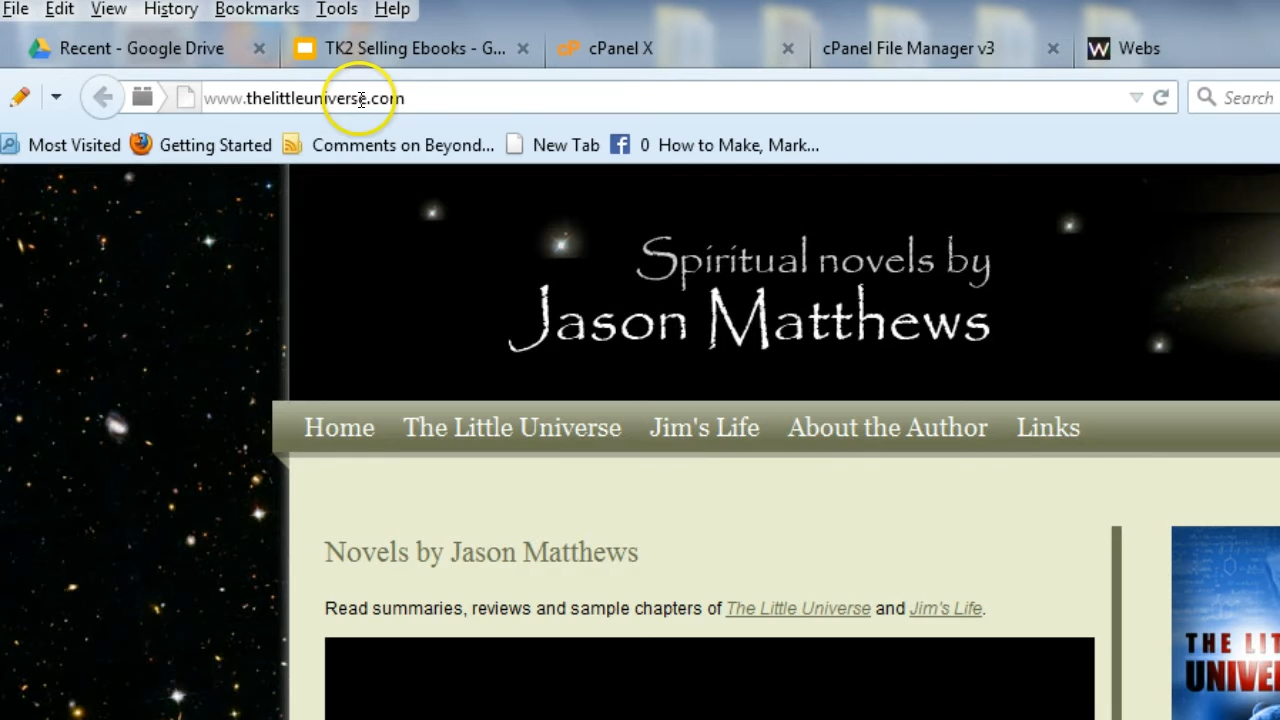 File Edit View History Bookmarks Tools Help
Recent - Google Drive TK2 Selling Ebooks - G... cPanel X cPanel File Manager v3 Webs
www.thelittleuniverse.com Search
Most Visited Getting Started Comments on Beyond... New Tab 0 How to Make, Mark...
Spiritual novels by
Jason Matthews
Home The Little Universe Jim's Life About the Author Links
Novels by Jason Matthews
Read summaries, reviews and sample chapters of The Little Universe and Jim's Life.
THE LIT
UNIVE